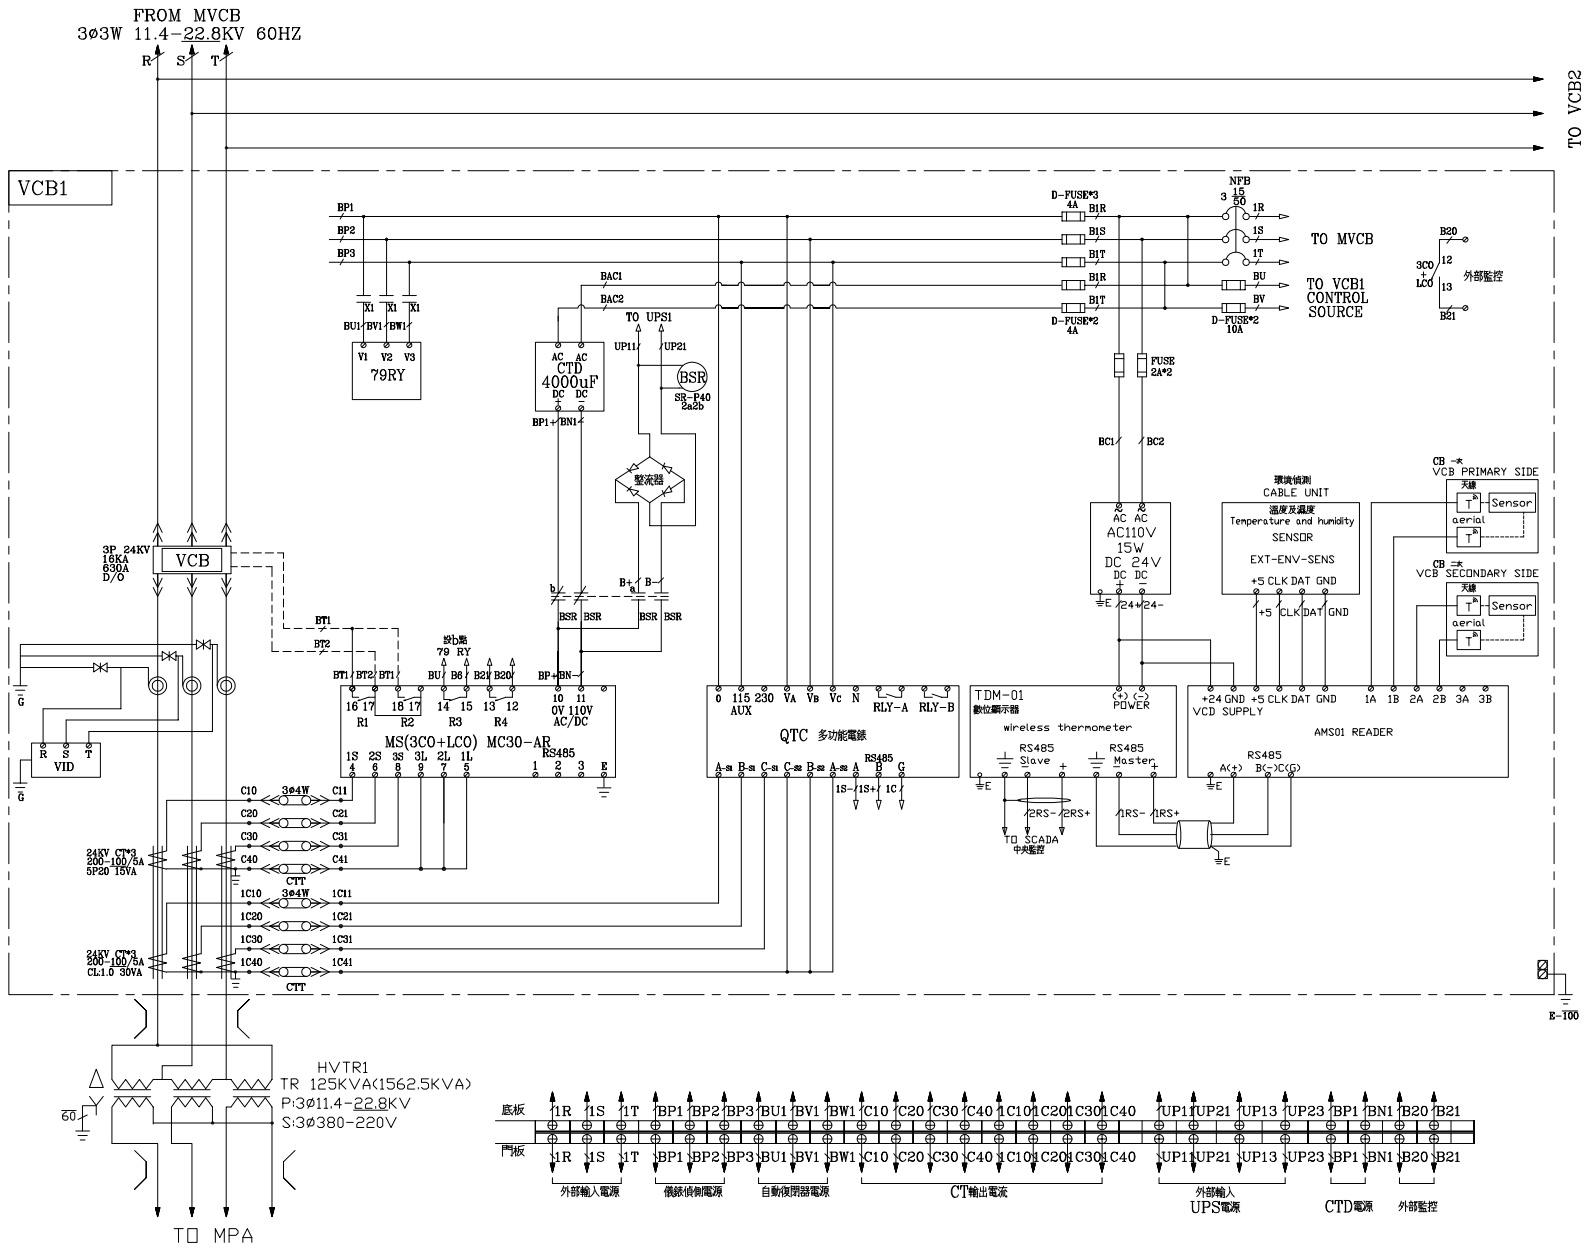 FROM MVCB
3ø3W 11.4-22.8KV 60HZ
R S T
TO VCB2
VCB1
BP1
BP2
BP3
D-FUSE*3
4A
B1R
B1S
B1T
B1R
B1T
D-FUSE*2
4A
NFB
3 15
50
1R
1S
1T
BU
BV
D-FUSE*2
10A
TO MVCB
TO VCB1
CONTROL
SOURCE
B20
3CO
+
LCO
12
13
B21
外部監控
BAC1
BAC2
X1 X1 X1
BU1 BV1 BW1
V1 V2 V3
79RY
AC AC
CTD
4000uF
DC DC
+ −
BP1+ BN1-
TO UPS1
UP11 UP21
BSR
SR-P40
2a2b
整流器
FUSE
2A*2
BC1 BC2
AC AC
AC110V
15W
DC 24V
DC DC
+ −
E 24+ 24-
環境偵測
CABLE UNIT
溫度及濕度
Temperature and humidity
SENSOR
EXT-ENV-SENS
+5 CLK DAT GND
+5 CLK DAT GND
CB 一次
VCB PRIMARY SIDE
天線
T Sensor
aerial
T
CB 二次
VCB SECONDARY SIDE
天線
T Sensor
aerial
T
3P 24KV
16KA
630A
D/O
VCB
b B+ a B-
BSR BSR BSR BSR
BT1
BT2
設b點
79 RY
BT1 BT2 BT1 BU B6 B21 B20 BP+ BN-
16 17 18 17 14 15 13 12 10 11
0V 110V
AC/DC
R1 R2 R3 R4
MS(3CO+LCO) MC30-AR
RS485
1S 2S 3S 3L 2L 1L
4 6 8 9 7 5 1 2 3 E
0 115 230 VA VB VC N
AUX
RLY-A RLY-B
QTC 多功能電錶
RS485
A-S1 B-S1 C-S1 C-S2 B-S2 A-S2 A B G
1S- 1S+ 1C
TDM-01
數位顯示器
(+) (-)
POWER
wireless thermometer
RS485
Slave
− +
RS485
Master
− +
E
2RS- 2RS+
1RS- 1RS+
TO SCADA
中央監控
E
+24 GND +5 CLK DAT GND 1A 1B 2A 2B 3A 3B
VCD SUPPLY
AMS01 READER
RS485
A(+) B(-) C(G)
E
G
R S T
VID
G
C10 3ø4W C11
C20 C21
C30 C31
C40 C41
CTT
24KV CT*3
200-100/5A
5P20 15VA
1C10 3ø4W 1C11
1C20 1C21
1C30 1C31
1C40 1C41
CTT
24KV CT*3
200-100/5A
CL:1.0 30VA
E-100
HVTR1
TR 125KVA(1562.5KVA)
P:3Ø11.4-22.8KV
S:3Ø380-220V
60
TO MPA
底板 1R 1S 1T BP1 BP2 BP3 BU1 BV1 BW1 C10 C20 C30 C40 1C10 1C20 1C30 1C40 UP11 UP21 UP13 UP23 BP1 BN1 B20 B21
門板 1R 1S 1T BP1 BP2 BP3 BU1 BV1 BW1 C10 C20 C30 C40 1C10 1C20 1C30 1C40 UP11 UP21 UP13 UP23 BP1 BN1 B20 B21
外部輸入電源 儀錶偵側電源 自動復閉器電源 CT輸出電流 外部輸入
UPS電源 CTD電源 外部監控